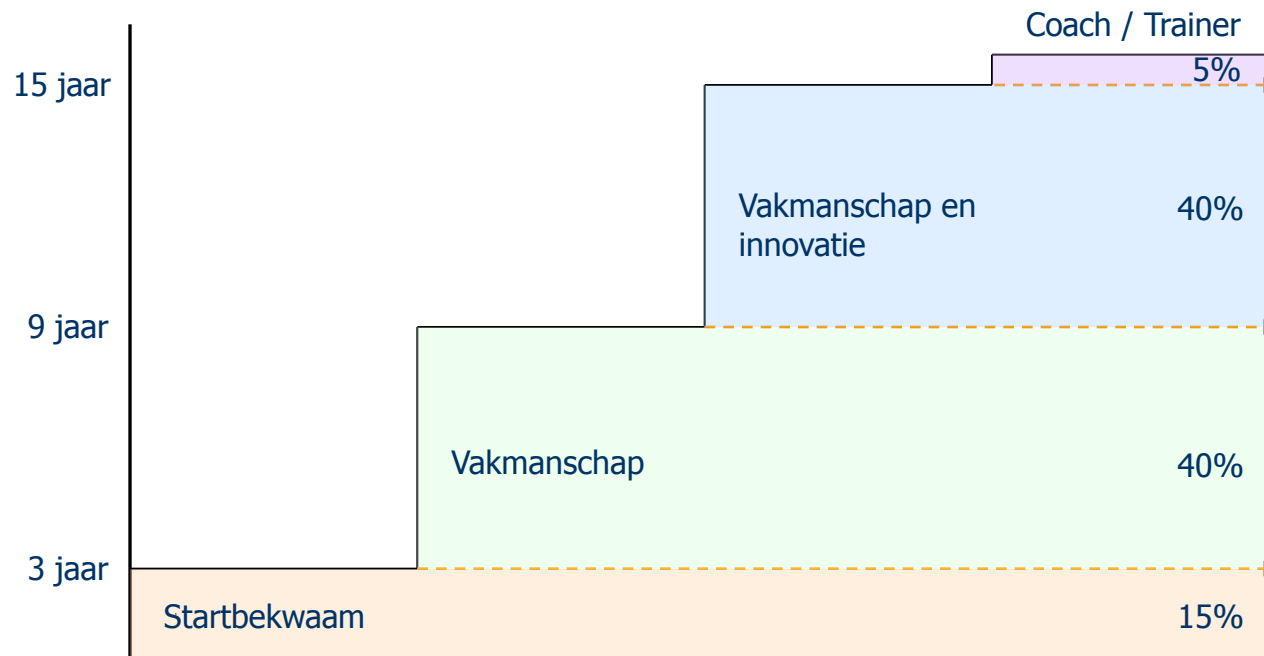 Coach / Trainer
15 jaar
5%
Vakmanschap en
innovatie
40%
9 jaar
Vakmanschap
40%
3 jaar
Startbekwaam
15%